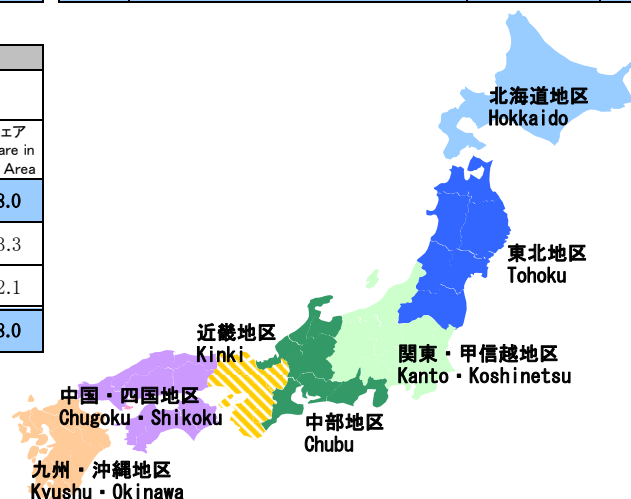 ェア
are in
Area
8.0
3.3
2.1
8.0
北海道地区
Hokkaido
東北地区
Tohoku
近畿地区
Kinki
関東・甲信越地区
Kanto・Koshinetsu
中国・四国地区
Chugoku・Shikoku
中部地区
Chubu
九州・沖縄地区
Kyushu・Okinawa